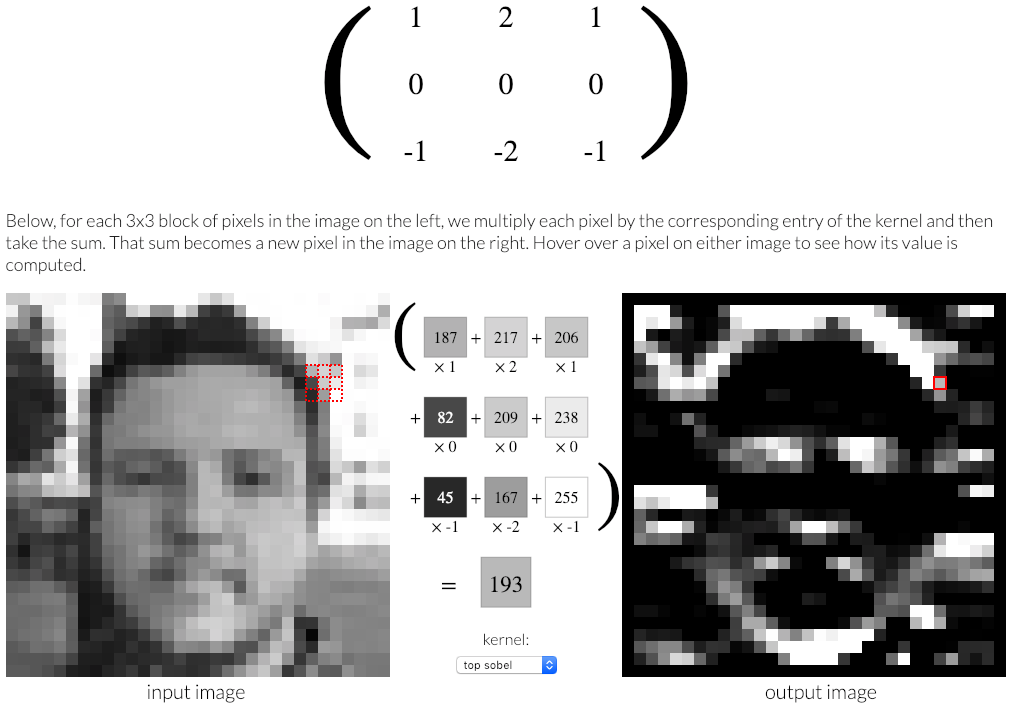 1 2 1
0 0 0
-1 -2 -1
Below, for each 3x3 block of pixels in the image on the left, we multiply each pixel by the corresponding entry of the kernel and then
take the sum. That sum becomes a new pixel in the image on the right. Hover over a pixel on either image to see how its value is
computed.
( 187 + 217 + 206
×1 ×2 ×1
+ 82 + 209 + 238
×0 ×0 ×0
+ 45 + 167 + 255 )
×-1 ×-2 ×-1
= 193
kernel:
top sobel
input image
output image